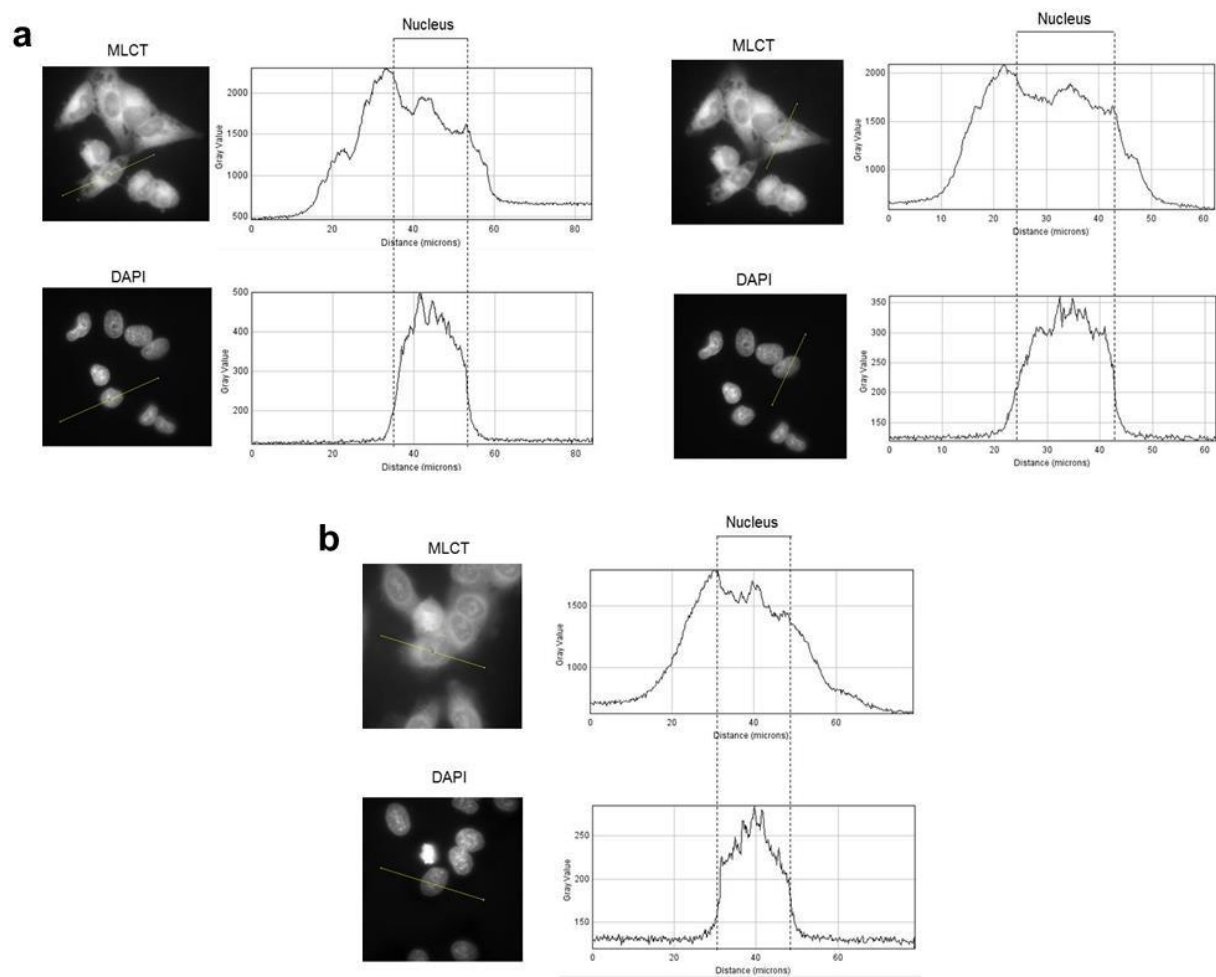 a
Nucleus
MLCT
2000
1500
1000
500
Gray Value
0 20 40 60 80
Distance (microns)
DAPI
500
400
300
200
Gray Value
0 20 40 60 80
Distance (microns)
Nucleus
MLCT
2000
1500
1000
Gray Value
0 10 20 30 40 50 60
Distance (microns)
DAPI
350
300
250
200
150
Gray Value
0 10 20 30 40 50 60
Distance (microns)
b
Nucleus
MLCT
1500
1000
Gray Value
0 20 40 60
Distance (microns)
DAPI
250
200
150
Gray Value
0 20 40 60
Distance (microns)